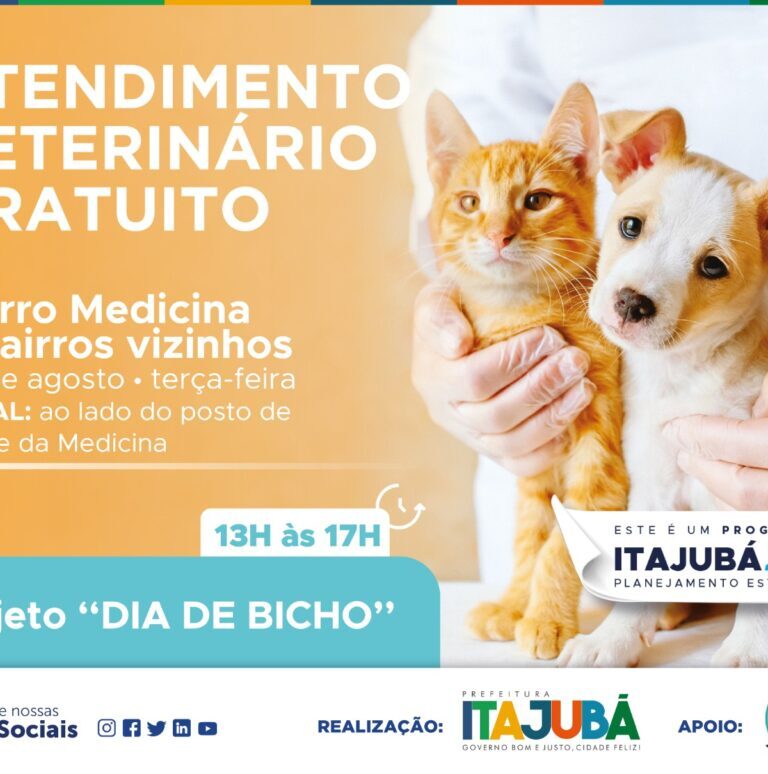 TENDIMENTO
ETERINÁRIO
RATUITO
rro Medicina
airros vizinhos
e agosto • terça-feira
AL: ao lado do posto de
e da Medicina
13H às 17H
jeto “DIA DE BICHO”
ESTE É UM PROG
ITAJUBÁ
PLANEJAMENTO EST
e nossas
Sociais
REALIZAÇÃO:
PREFEITURA
ITAJUBÁ
GOVERNO BOM E JUSTO, CIDADE FELIZ!
APOIO: